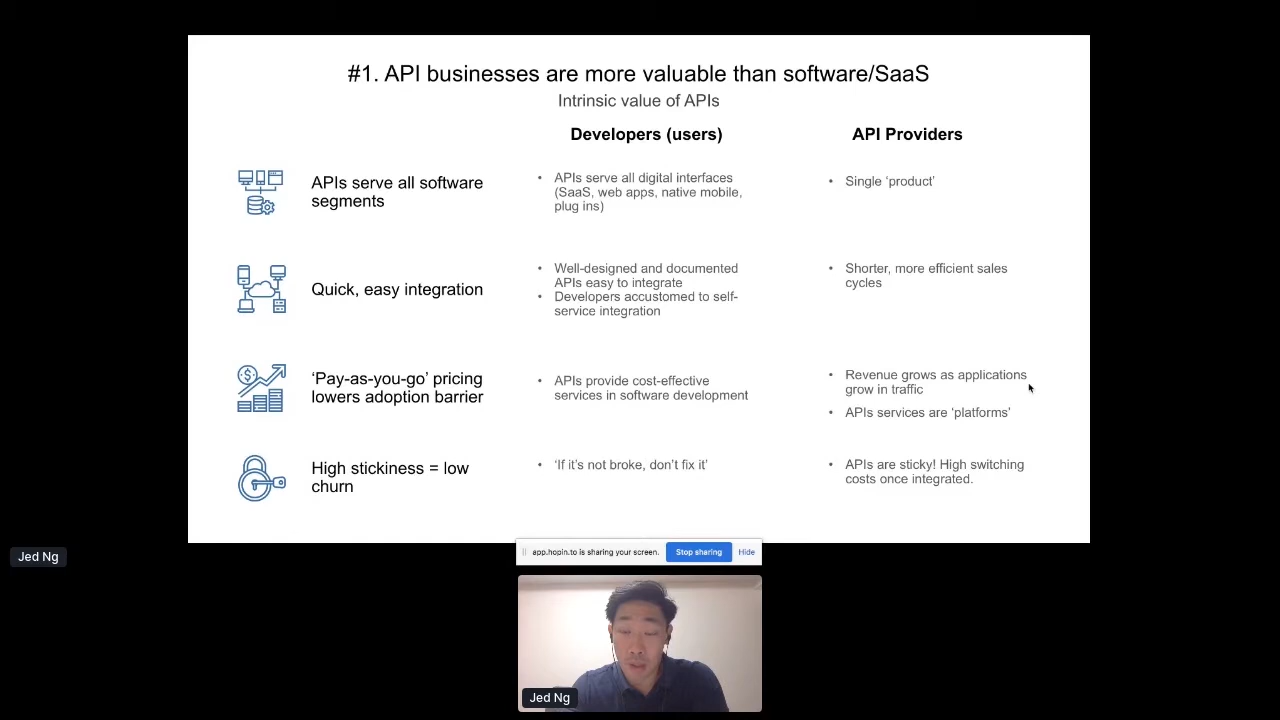 #1. API businesses are more valuable than software/SaaS
Intrinsic value of APIs
Developers (users)
API Providers
APIs serve all software
segments
• APIs serve all digital interfaces
(SaaS, web apps, native mobile,
plug ins)
• Single ‘product’
Quick, easy integration
• Well-designed and documented
APIs easy to integrate
• Developers accustomed to self-
service integration
• Shorter, more efficient sales
cycles
‘Pay-as-you-go’ pricing
lowers adoption barrier
• APIs provide cost-effective
services in software development
• Revenue grows as applications
grow in traffic
• APIs services are ‘platforms’
High stickiness = low
churn
• ‘If it’s not broke, don’t fix it’
• APIs are sticky! High switching
costs once integrated.
Jed Ng
app.hopin.to is sharing your screen.
Stop sharing
Hide
Jed Ng